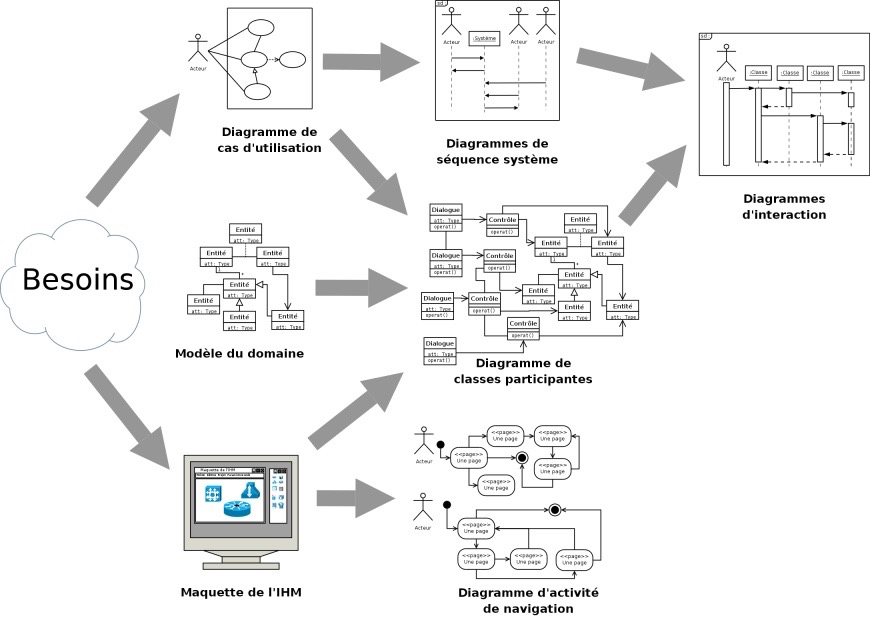 Acteur
Diagramme de
cas d'utilisation
sd:
Acteur
:Système
Acteur
Acteur
Diagrammes de
séquence système
sd:
Acteur
:Classe
:Classe
:Classe
:Classe
Diagrammes
d'interaction
Besoins
Entité
att: Type
Entité
att: Type
Entité
att: Type
Entité
att: Type
Entité
att: Type
Entité
att: Type
Entité
att: Type
Modèle du domaine
Dialogue
att: Type
operat()
Contrôle
operat()
Entité
att: Type
Entité
att: Type
Entité
att: Type
Dialogue
att: Type
operat()
Contrôle
operat()
Entité
att: Type
Dialogue
att: Type
operat()
Contrôle
operat()
Entité
att: Type
Entité
att: Type
Entité
att: Type
Contrôle
operat()
Dialogue
att: Type
operat()
Diagramme de
classes participantes
Maquette de l'IHM
Maquette de l'IHM
Acteur
<<page>>
Une page
<<page>>
Une page
<<page>>
Une page
<<page>>
Une page
<<page>>
Une page
Acteur
<<page>>
Une page
<<page>>
Une page
<<page>>
Une page
<<page>>
Une page
Diagramme d'activité
de navigation